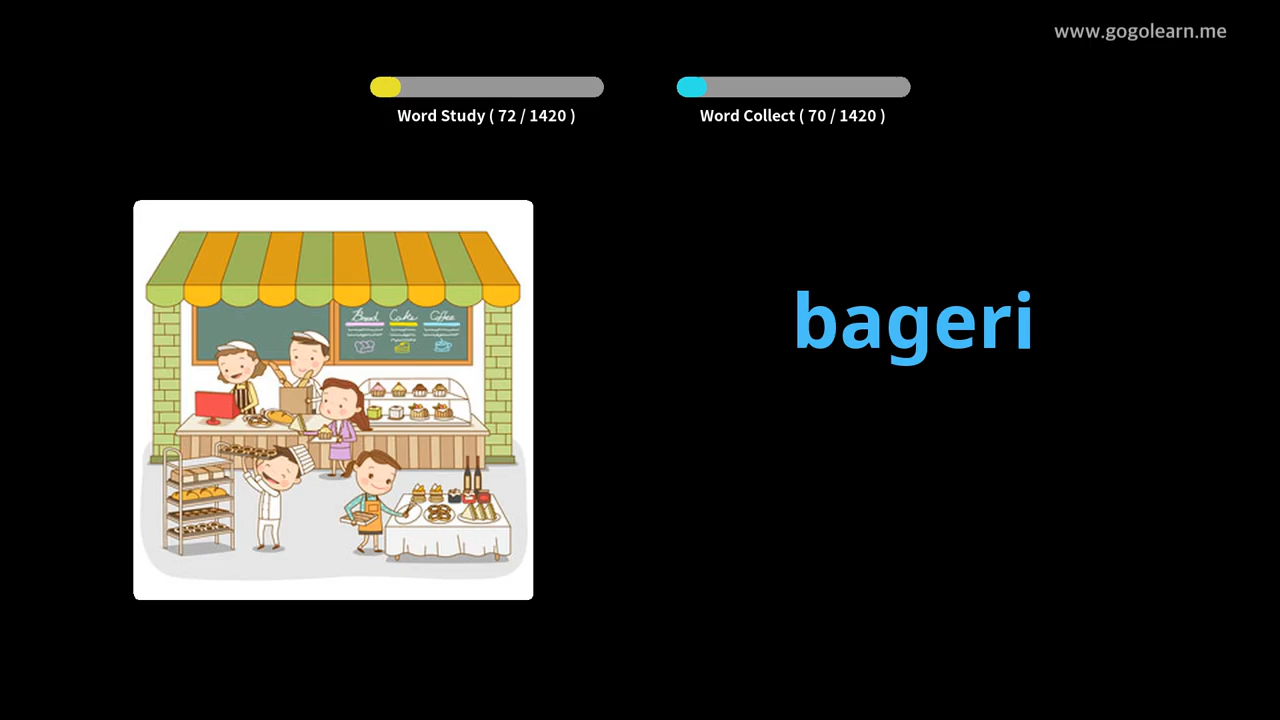 www.gogolearn.me
Word Study ( 72 / 1420 )
Word Collect ( 70 / 1420 )
Bread Cake Coffee
bageri